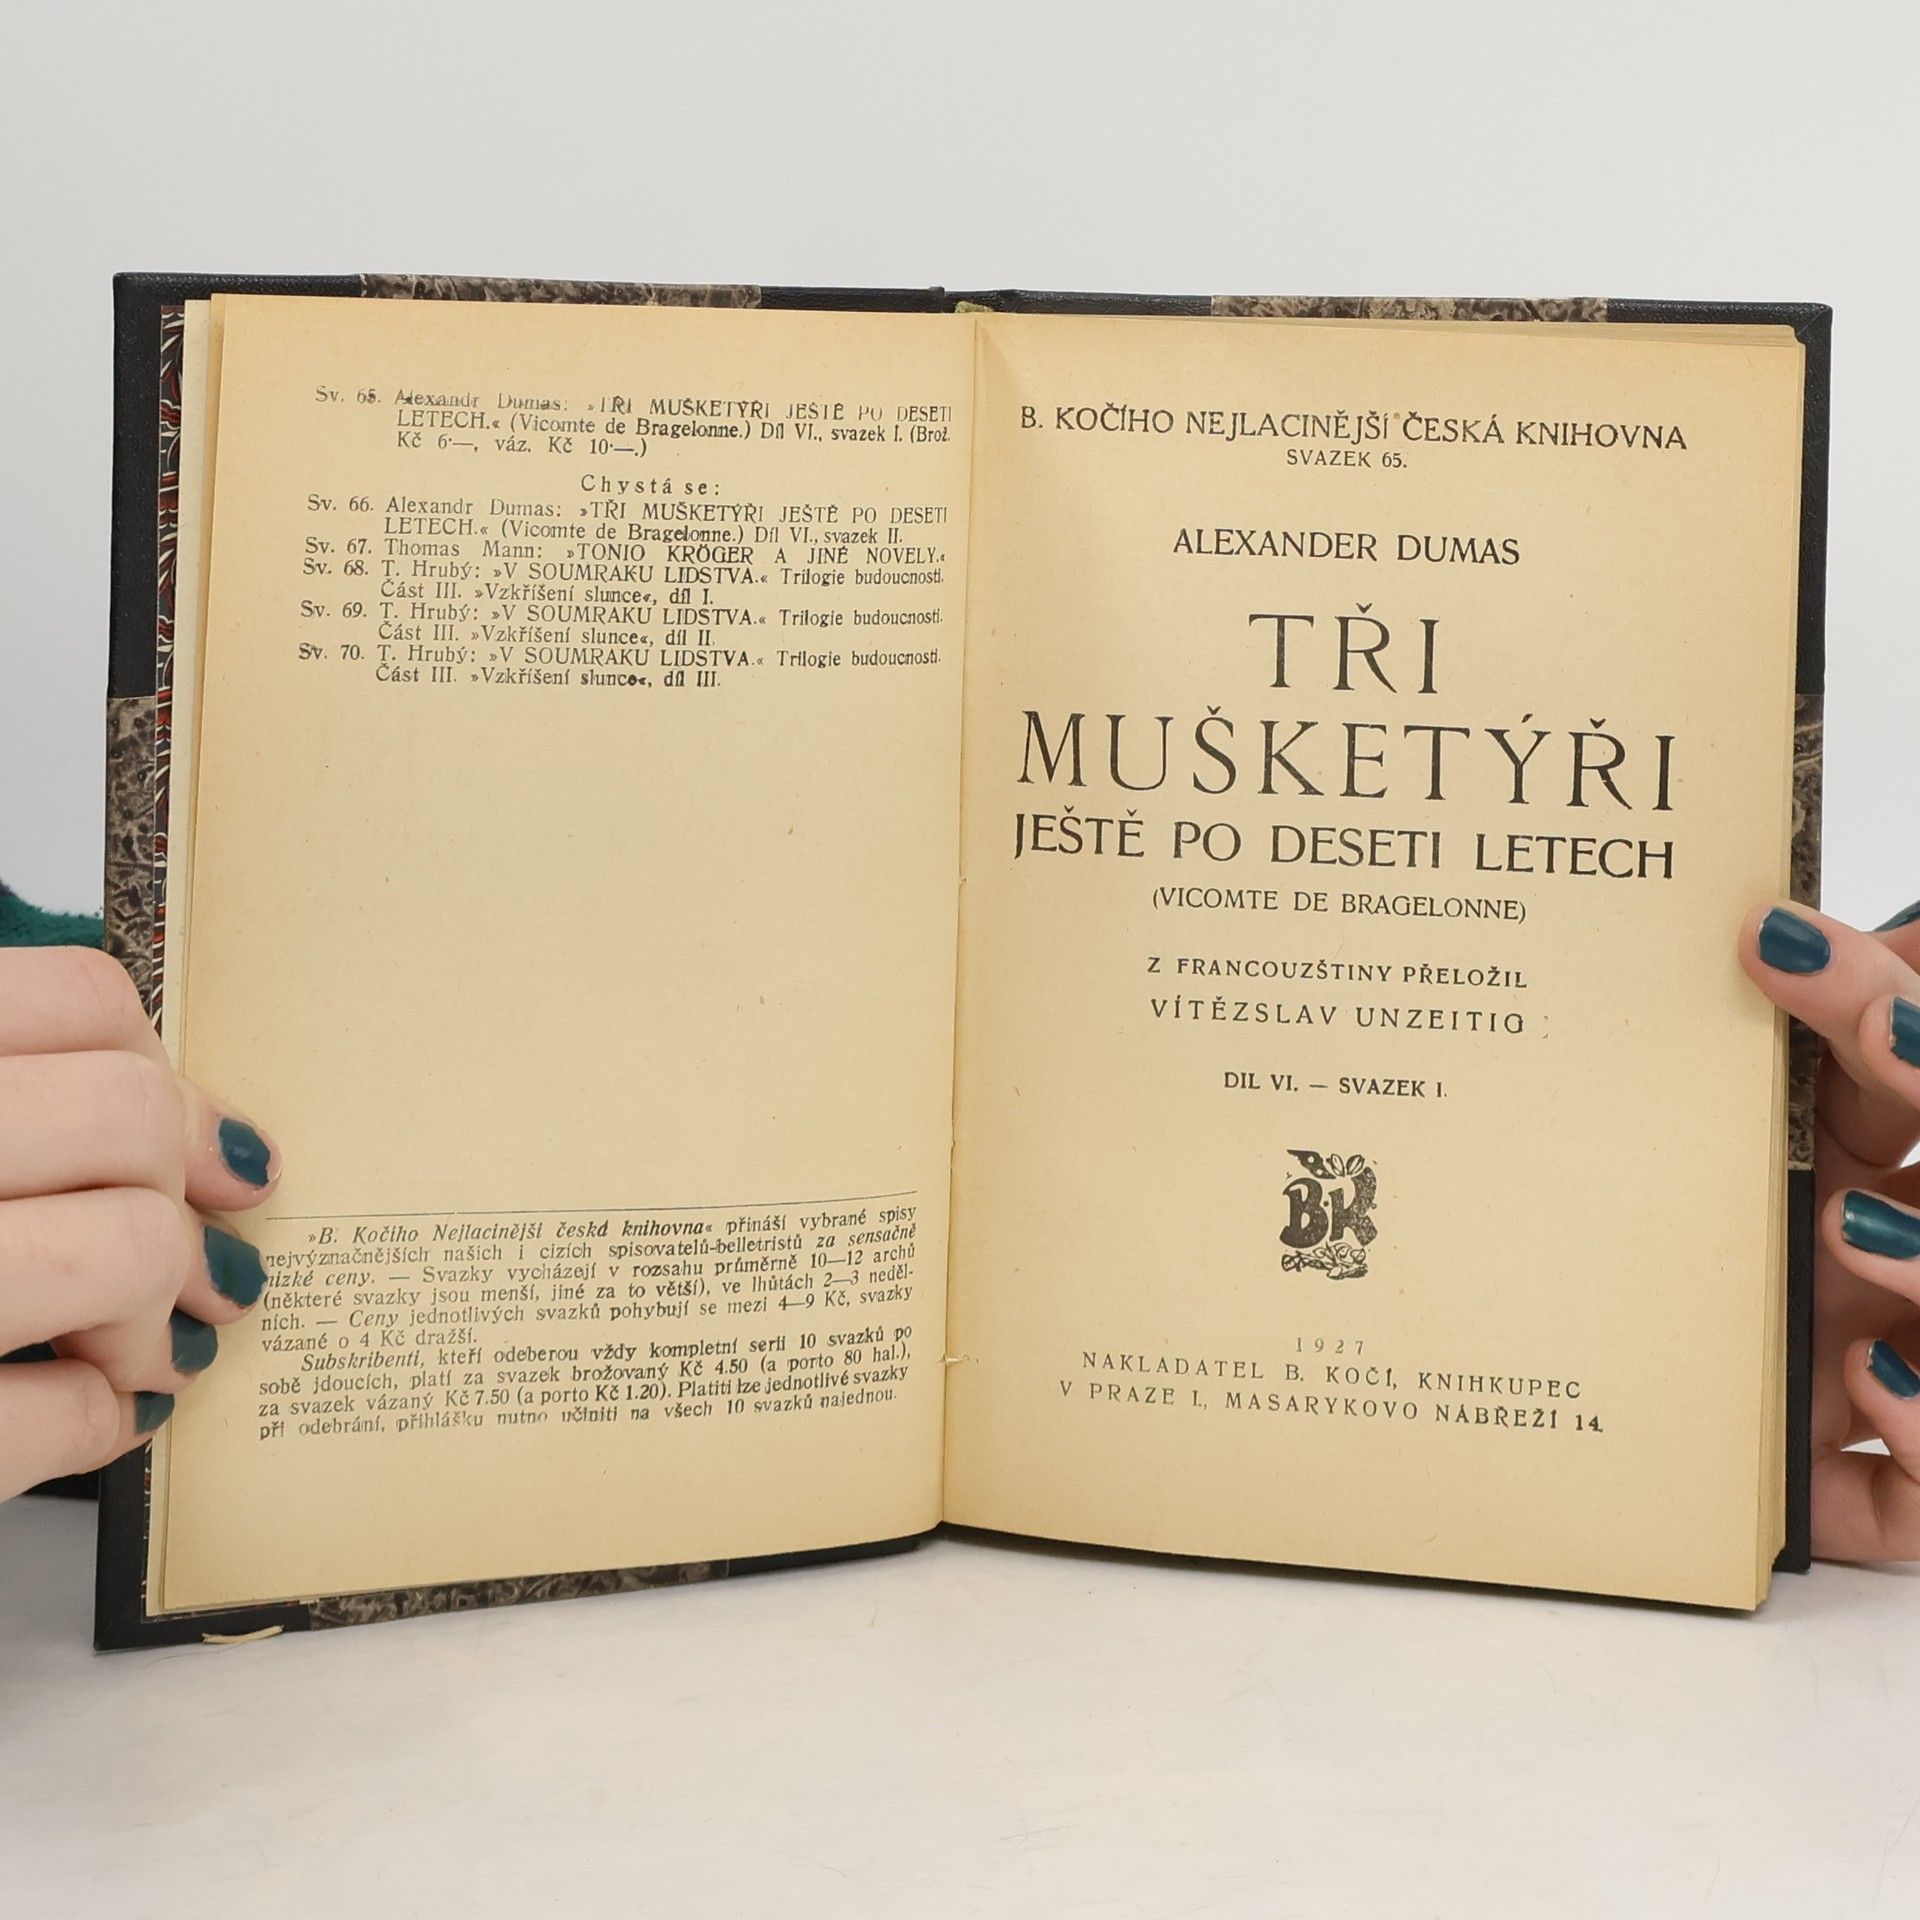 Sv. 65. Alexandr Dumas: »TŘI MUŠKETÝŘI JEŠTĚ PO DESETI
LETECH.« (Vicomte de Bragelonne.) Díl VI., svazek I. (Brož.
Kč 6·—, váz. Kč 10·—.)
Chystá se:
Sv. 66. Alexandr Dumas: »TŘI MUŠKETÝŘI JEŠTĚ PO DESETI
LETECH.« (Vicomte de Bragelonne.) Díl VI., svazek II.
Sv. 67. Thomas Mann: »TONIO KRÖGER A JINÉ NOVELY.«
Sv. 68. T. Hrubý: »V SOUMRAKU LIDSTVA.« Trilogie budoucnosti.
Část III. »Vzkříšení slunce«, díl I.
Sv. 69. T. Hrubý: »V SOUMRAKU LIDSTVA.« Trilogie budoucnosti.
Část III. »Vzkříšení slunce«, díl II.
Sv. 70. T. Hrubý: »V SOUMRAKU LIDSTVA.« Trilogie budoucnosti.
Část III. »Vzkříšení slunce«, díl III.
»B. Kočího Nejlacinější česká knihovna« přináší vybrané spisy
nejvýznačnějších našich i cizích spisovatelů-belletristů za sensačně
nízké ceny. — Svazky vycházejí v rozsahu průměrně 10—12 archů
(některé svazky jsou menší, jiné za to větší), ve lhůtách 2—3 neděl-
ních. — Ceny jednotlivých svazků pohybují se mezi 4—9 Kč, svazky
vázané o 4 Kč dražší.
Subskribenti, kteří odeberou vždy kompletní serii 10 svazků po
sobě jdoucích, platí za svazek brožovaný Kč 4.50 (a porto 80 hal.),
za svazek vázaný Kč 7.50 (a porto Kč 1.20). Platiti lze jednotlivé svazky
při odebrání, přihlášku nutno učiniti na všech 10 svazků najednou.
B. KOČÍHO NEJLACINĚJŠÍ ČESKÁ KNIHOVNA
SVAZEK 65.
ALEXANDER DUMAS
TŘI
MUŠKETÝŘI
JEŠTĚ PO DESETI LETECH
(VICOMTE DE BRAGELONNE)
Z FRANCOUZŠTINY PŘELOŽIL
VÍTĚZSLAV UNZEITIG
DIL VI. — SVAZEK I.
B.K
1927
NAKLADATEL B. KOČÍ, KNIHKUPEC
V PRAZE I., MASARYKOVO NÁBŘEŽÍ 14.